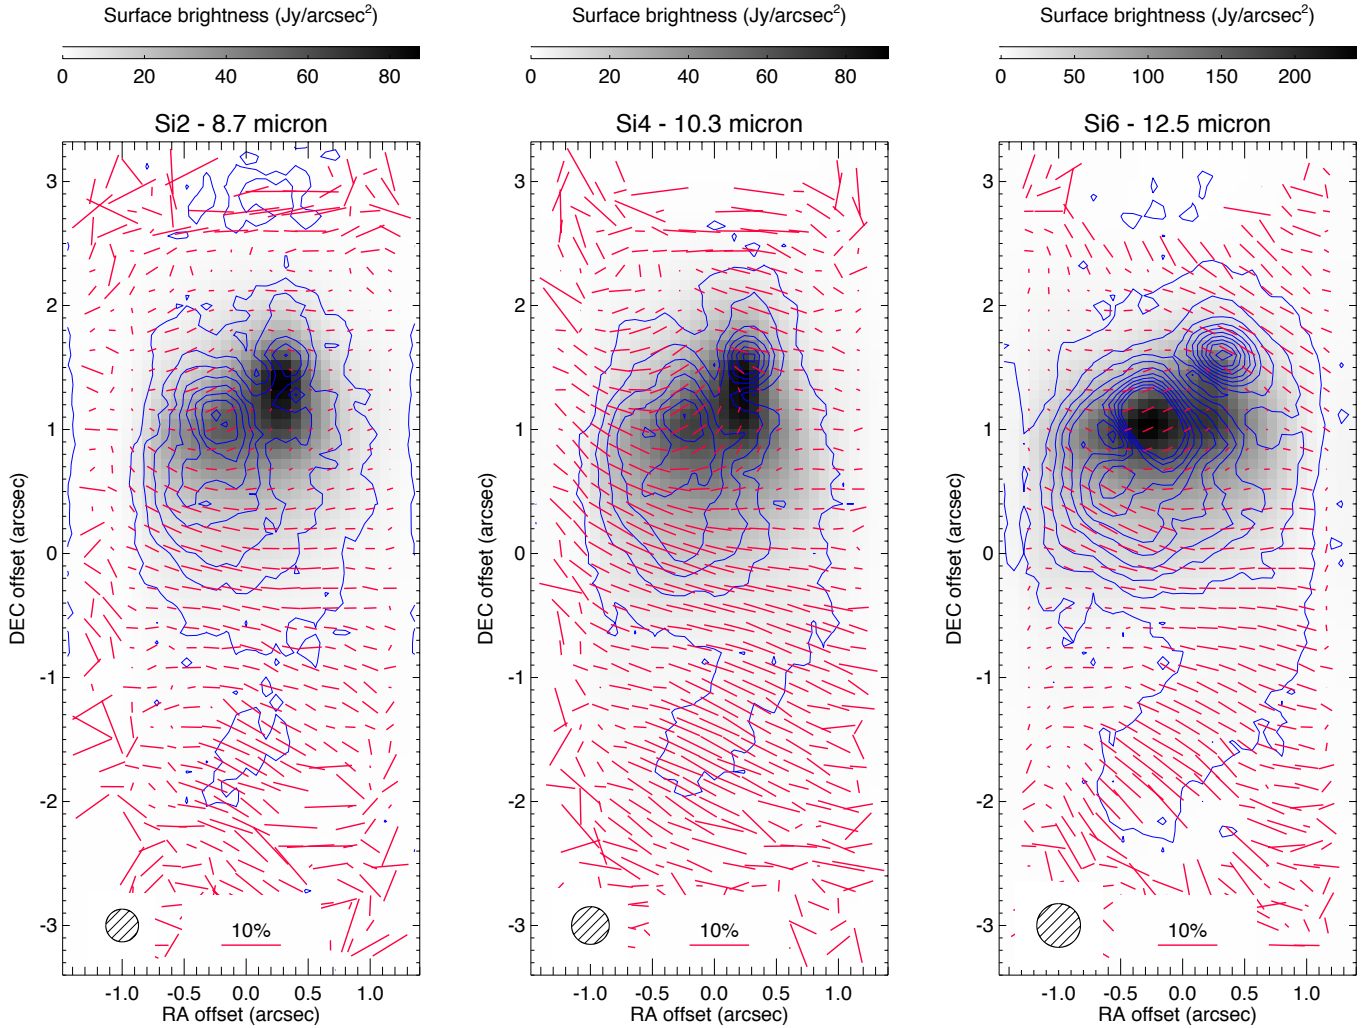 Surface brightness (Jy/arcsec²) Surface brightness (Jy/arcsec²) Surface brightness (Jy/arcsec²)
0 20 40 60 80 0 20 40 60 80 0 50 100 150 200
Si2 - 8.7 micron Si4 - 10.3 micron Si6 - 12.5 micron
3 3 3
2 2 2
1 1 1
0 0 0
-1 -1 -1
-2 -2 -2
-3 -3 -3
DEC offset (arcsec) DEC offset (arcsec) DEC offset (arcsec)
10% 10% 10%
-1.0 -0.5 0.0 0.5 1.0 -1.0 -0.5 0.0 0.5 1.0 -1.0 -0.5 0.0 0.5 1.0
RA offset (arcsec) RA offset (arcsec) RA offset (arcsec)